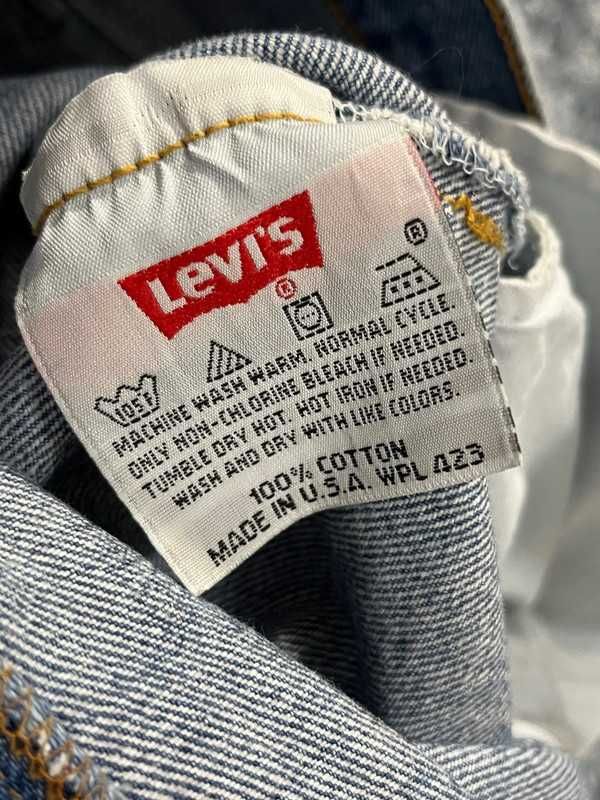 Levi's
®
®
105F
MACHINE WASH WARM. NORMAL CYCLE.
ONLY NON-CHLORINE BLEACH IF NEEDED.
TUMBLE DRY HOT. HOT IRON IF NEEDED.
WASH AND DRY WITH LIKE COLORS.
100% COTTON
MADE IN U.S.A. WPL 423